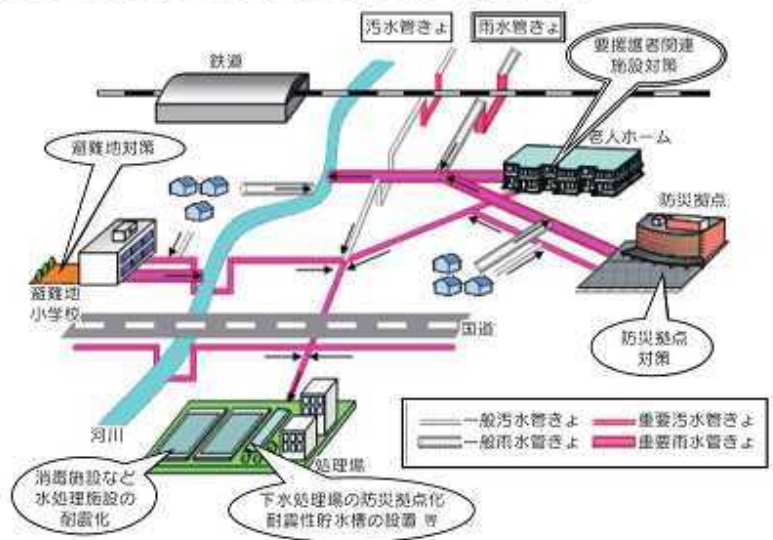 汚水管きょ
雨水管きょ
要援護者関連
施設対策
鉄道
避難地対策
老人ホーム
防災拠点
避難地
小学校
国道
防災拠点
対策
河川
処理場
一般汚水管きょ
重要汚水管きょ
一般雨水管きょ
重要雨水管きょ
消毒施設など
水処理施設の
耐震化
下水処理場の防災拠点化
耐震性貯水槽の設置 等